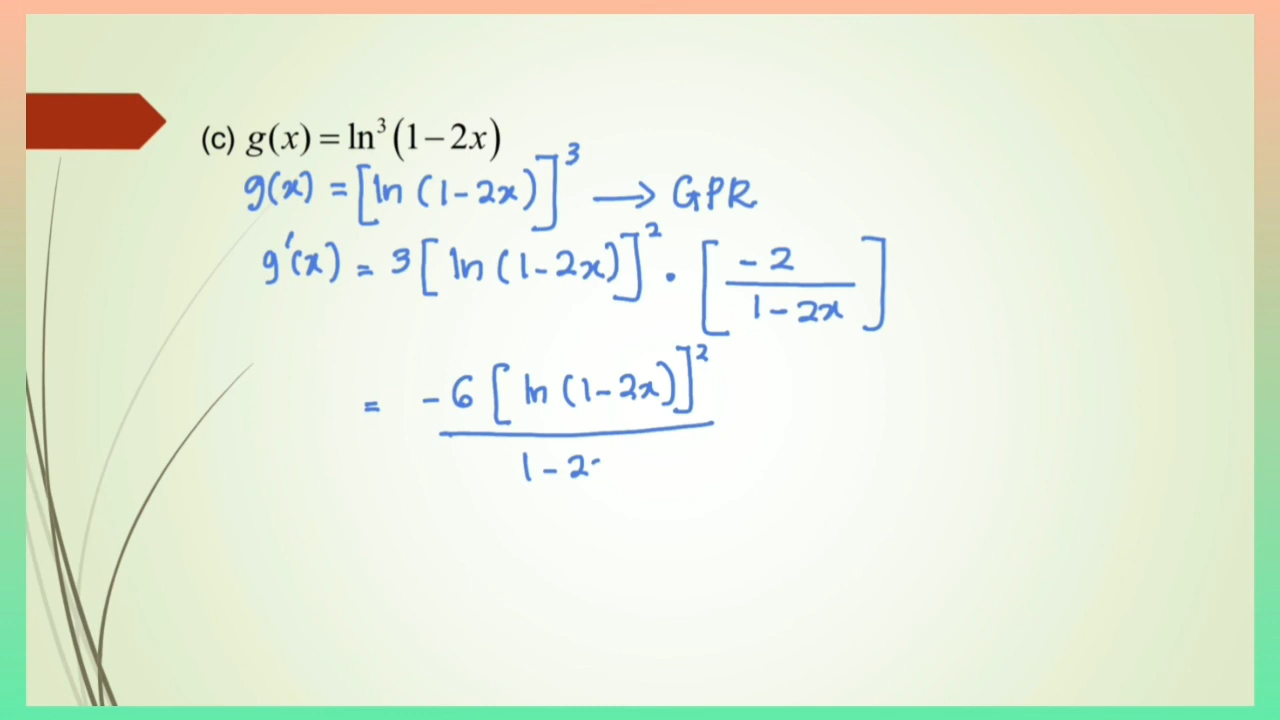 (c) g(x) = ln³(1−2x)
g(x) = [ln (1-2x)]³ → GPR
g'(x) = 3[ln (1-2x)]² · [-2/1-2x]
= -6[ln (1-2x)]²
1-2